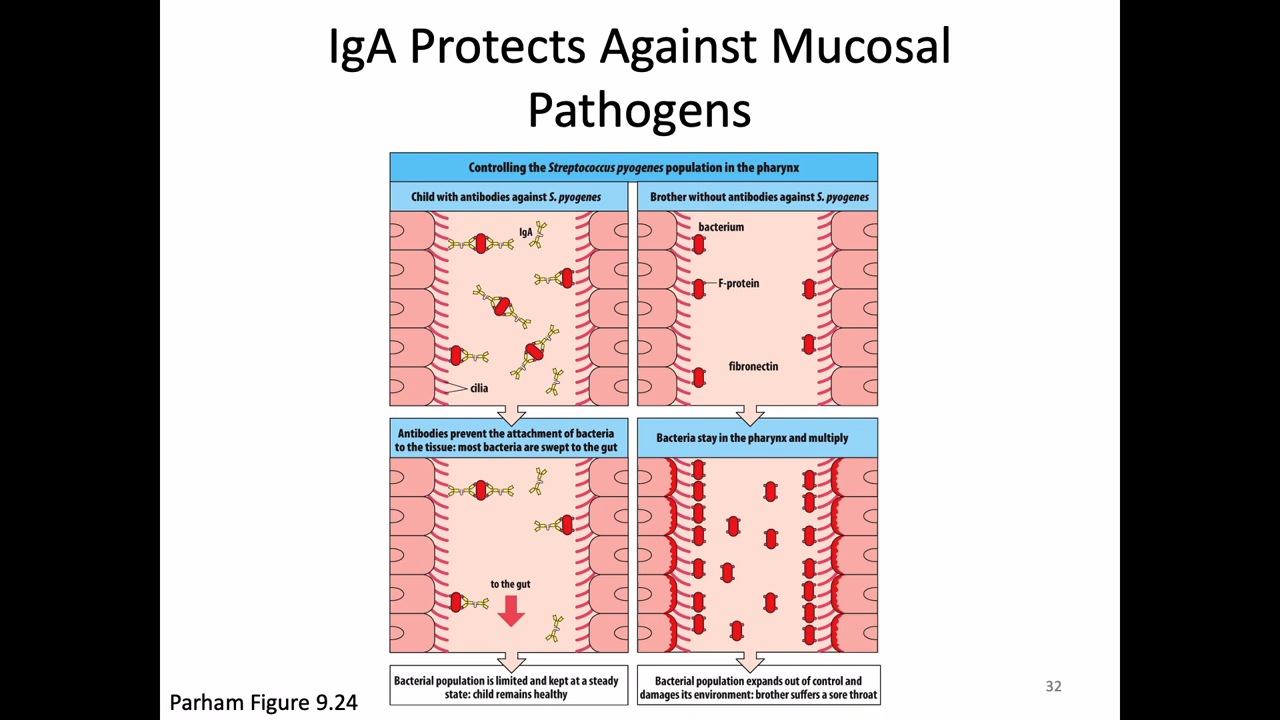 IgA Protects Against Mucosal
Pathogens
Controlling the Streptococcus pyogenes population in the pharynx
Child with antibodies against S. pyogenes
Brother without antibodies against S. pyogenes
IgA
cilia
bacterium
F-protein
fibronectin
Antibodies prevent the attachment of bacteria
to the tissue: most bacteria are swept to the gut
Bacteria stay in the pharynx and multiply
to the gut
Bacterial population is limited and kept at a steady
state: child remains healthy
Bacterial population expands out of control and
damages its environment: brother suffers a sore throat
Parham Figure 9.24
32